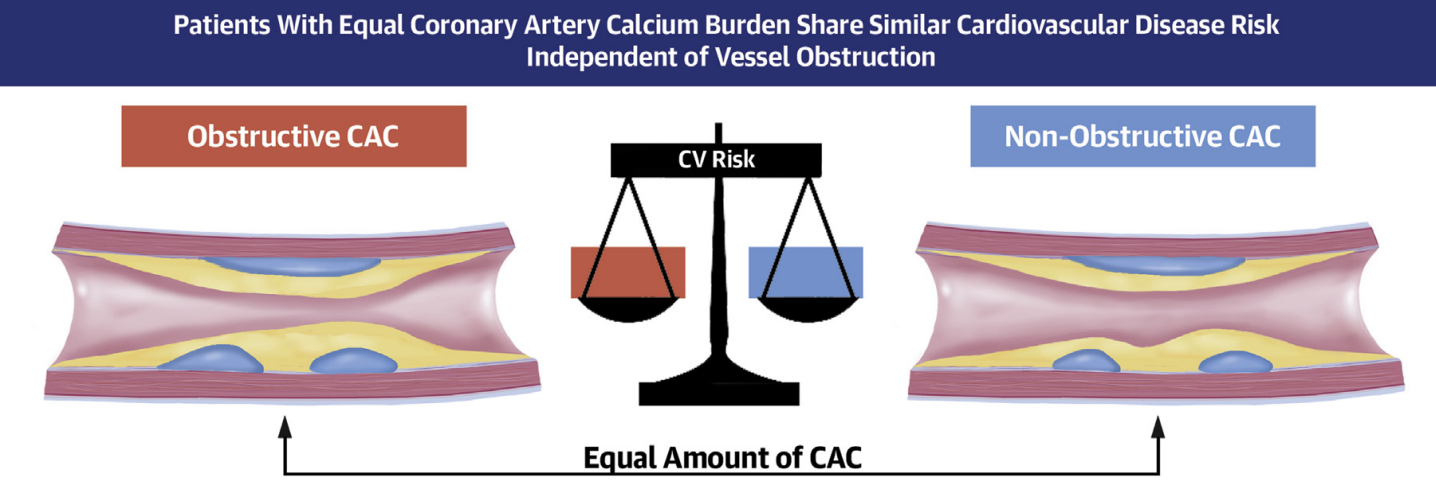 Patients With Equal Coronary Artery Calcium Burden Share Similar Cardiovascular Disease Risk
Independent of Vessel Obstruction
Obstructive CAC
CV Risk
Non-Obstructive CAC
Equal Amount of CAC